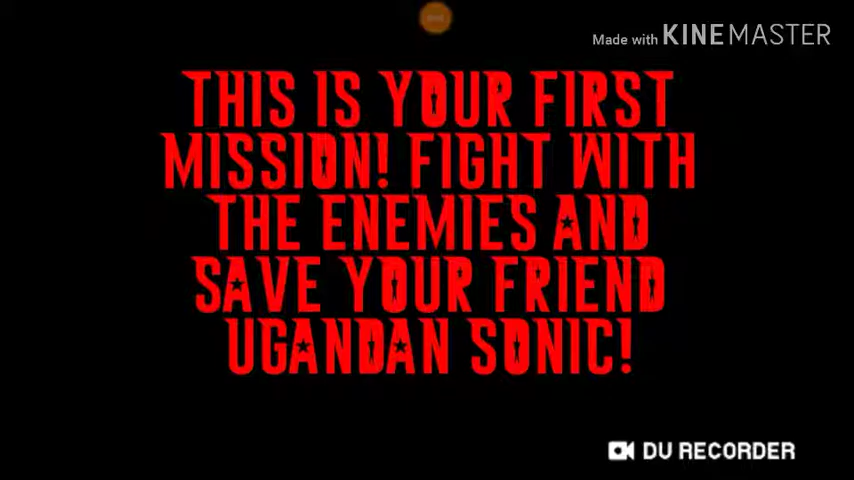 Made with KINEMASTER
THIS IS YOUR FIRST
MISSION! FIGHT WITH
THE ENEMIES AND
SAVE YOUR FRIEND
UGANDAN SONIC!
DU RECORDER